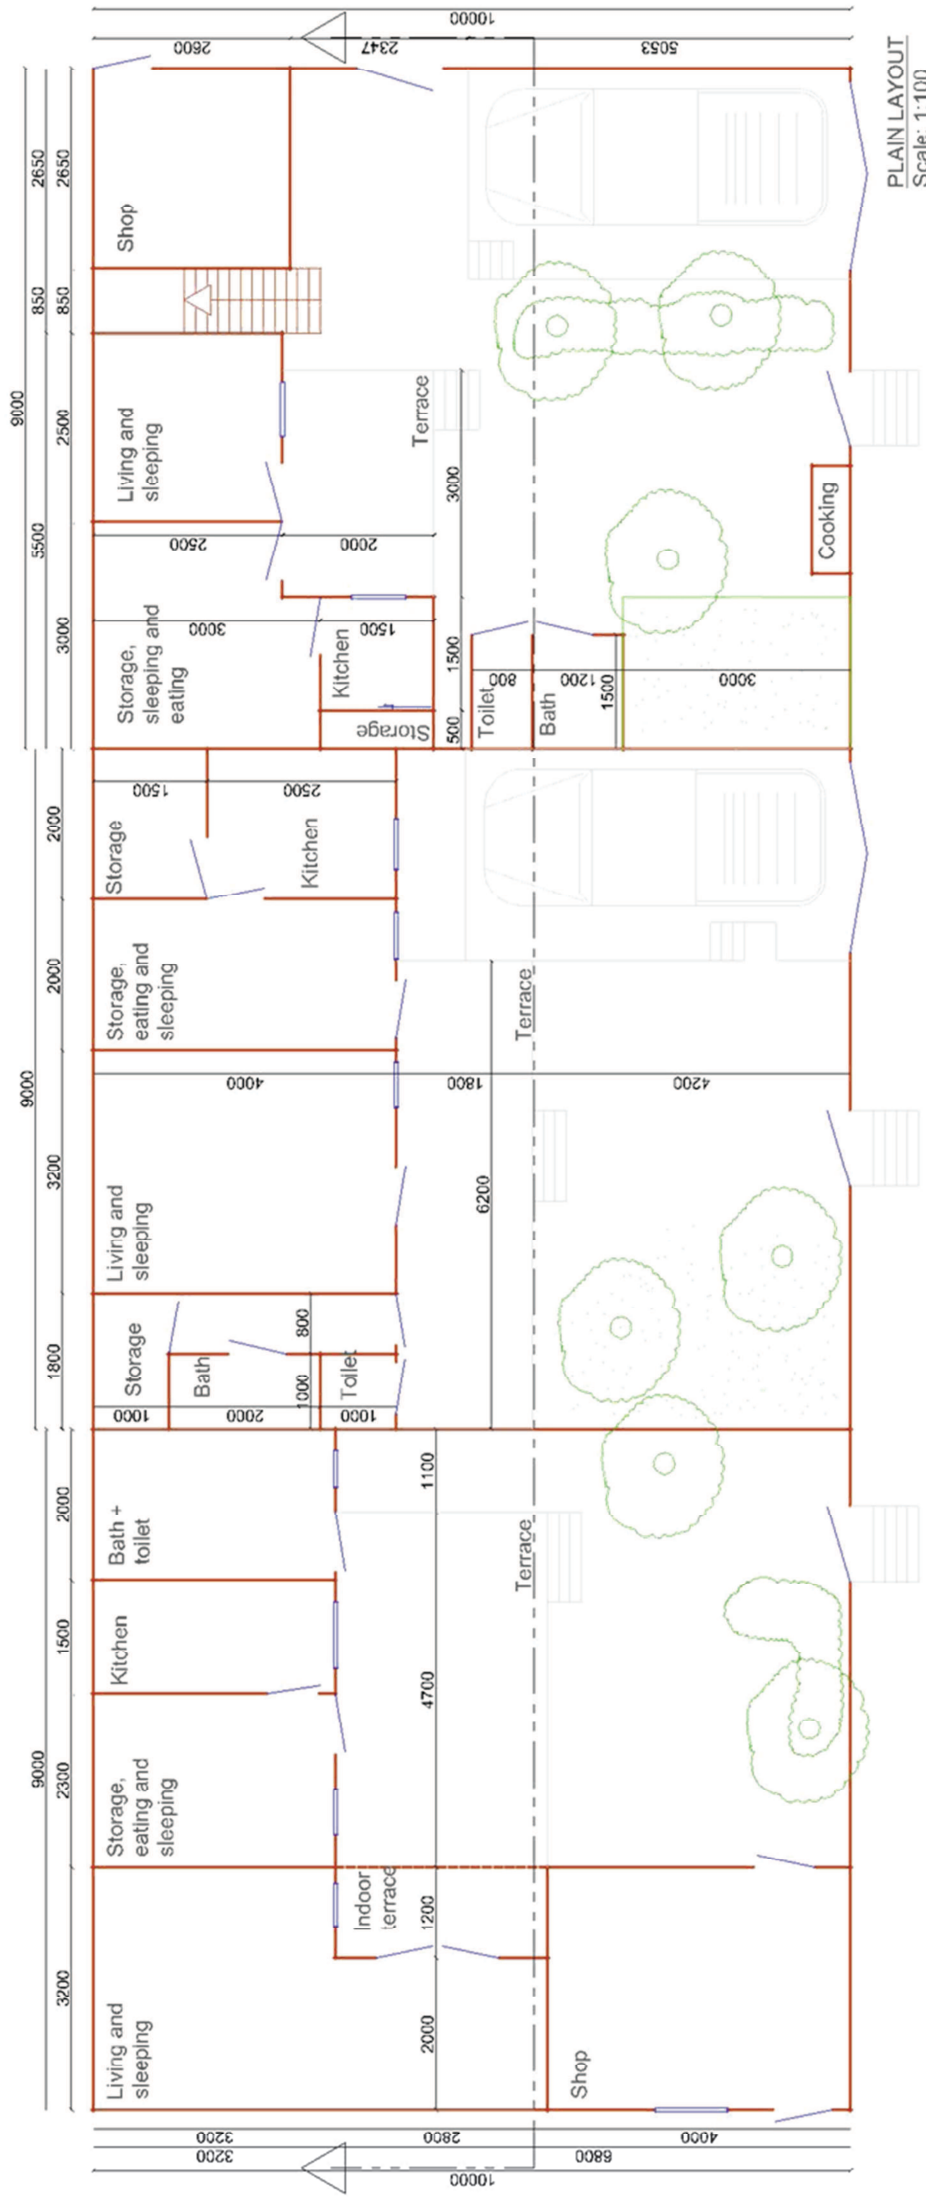 9000
9000
9000
5500
850
2650
3200
2300
1500
2000
1800
3200
2000
2000
3000
2500
850
2650
Living and
sleeping
Storage,
eating and
sleeping
Kitchen
Bath +
toilet
Storage
1000
Bath
2000
1000
800
Toilet
1000
Living and
sleeping
Storage,
eating and
sleeping
Storage
1500
Kitchen
2500
Storage,
sleeping and
eating
3000
2500
Living and
sleeping
Shop
Kitchen
1500
Storage
2000
Terrace
Indoor
terrace
2000
1200
4700
1100
6200
500
1500
3000
4000
1800
4200
Shop
Terrace
Terrace
Toilet
800
Bath
1200
1500
3000
Cooking
3200
3200
2800
6800
4000
10000
2600
2347
5053
10000
PLAIN LAYOUT
Scale: 1:100